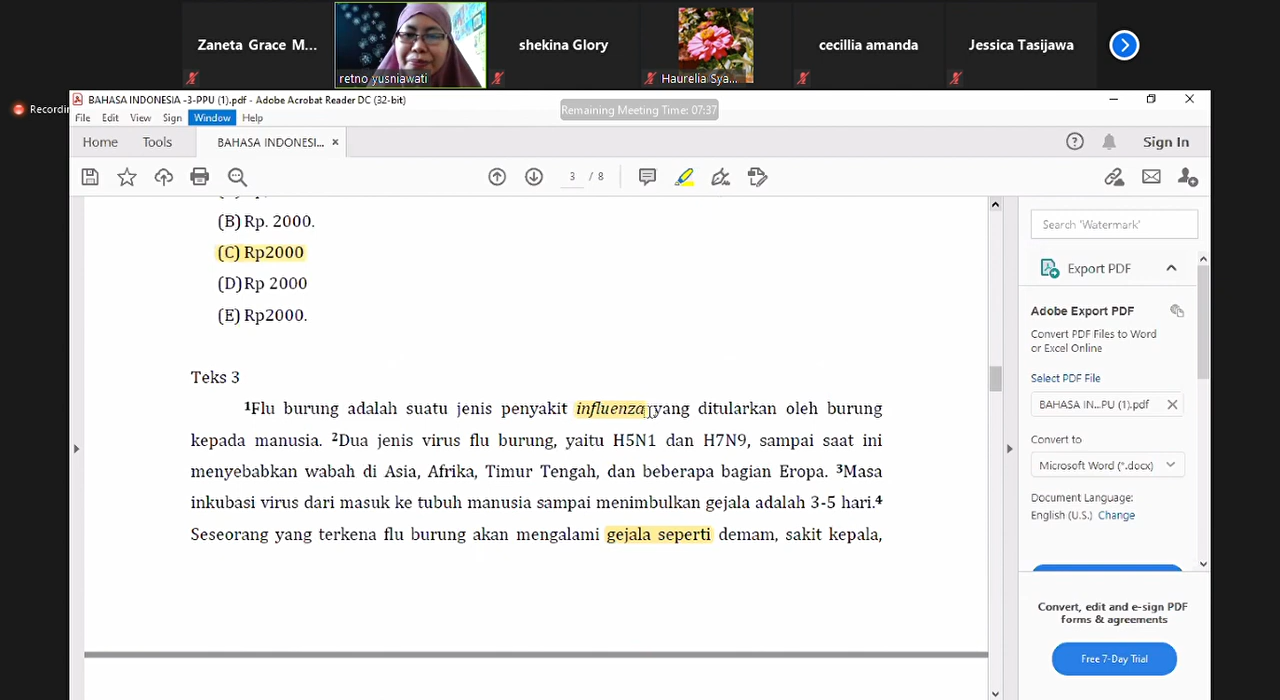 Zaneta Grace M...
retno yusniawati
shekina Glory
Haurelia Sya...
cecillia amanda
Jessica Tasijawa
Recordin
BAHASA INDONESIA -3-PPU (1).pdf - Adobe Acrobat Reader DC (32-bit)
Remaining Meeting Time: 07:37
File Edit View Sign Window Help
Home Tools BAHASA INDONESI... ×
Sign In
3 / 8
(B) Rp. 2000.
(C) Rp2000
(D) Rp 2000
(E) Rp2000.
Teks 3
¹Flu burung adalah suatu jenis penyakit influenza yang ditularkan oleh burung
kepada manusia. ²Dua jenis virus flu burung, yaitu H5N1 dan H7N9, sampai saat ini
menyebabkan wabah di Asia, Afrika, Timur Tengah, dan beberapa bagian Eropa. ³Masa
inkubasi virus dari masuk ke tubuh manusia sampai menimbulkan gejala adalah 3-5 hari.⁴
Seseorang yang terkena flu burung akan mengalami gejala seperti demam, sakit kepala,
Search 'Watermark'
Export PDF
Adobe Export PDF
Convert PDF Files to Word
or Excel Online
Select PDF File
BAHASA IN...PU (1).pdf
Convert to
Microsoft Word (*.docx)
Document Language:
English (U.S.) Change
Convert, edit and e-sign PDF
forms & agreements
Free 7-Day Trial